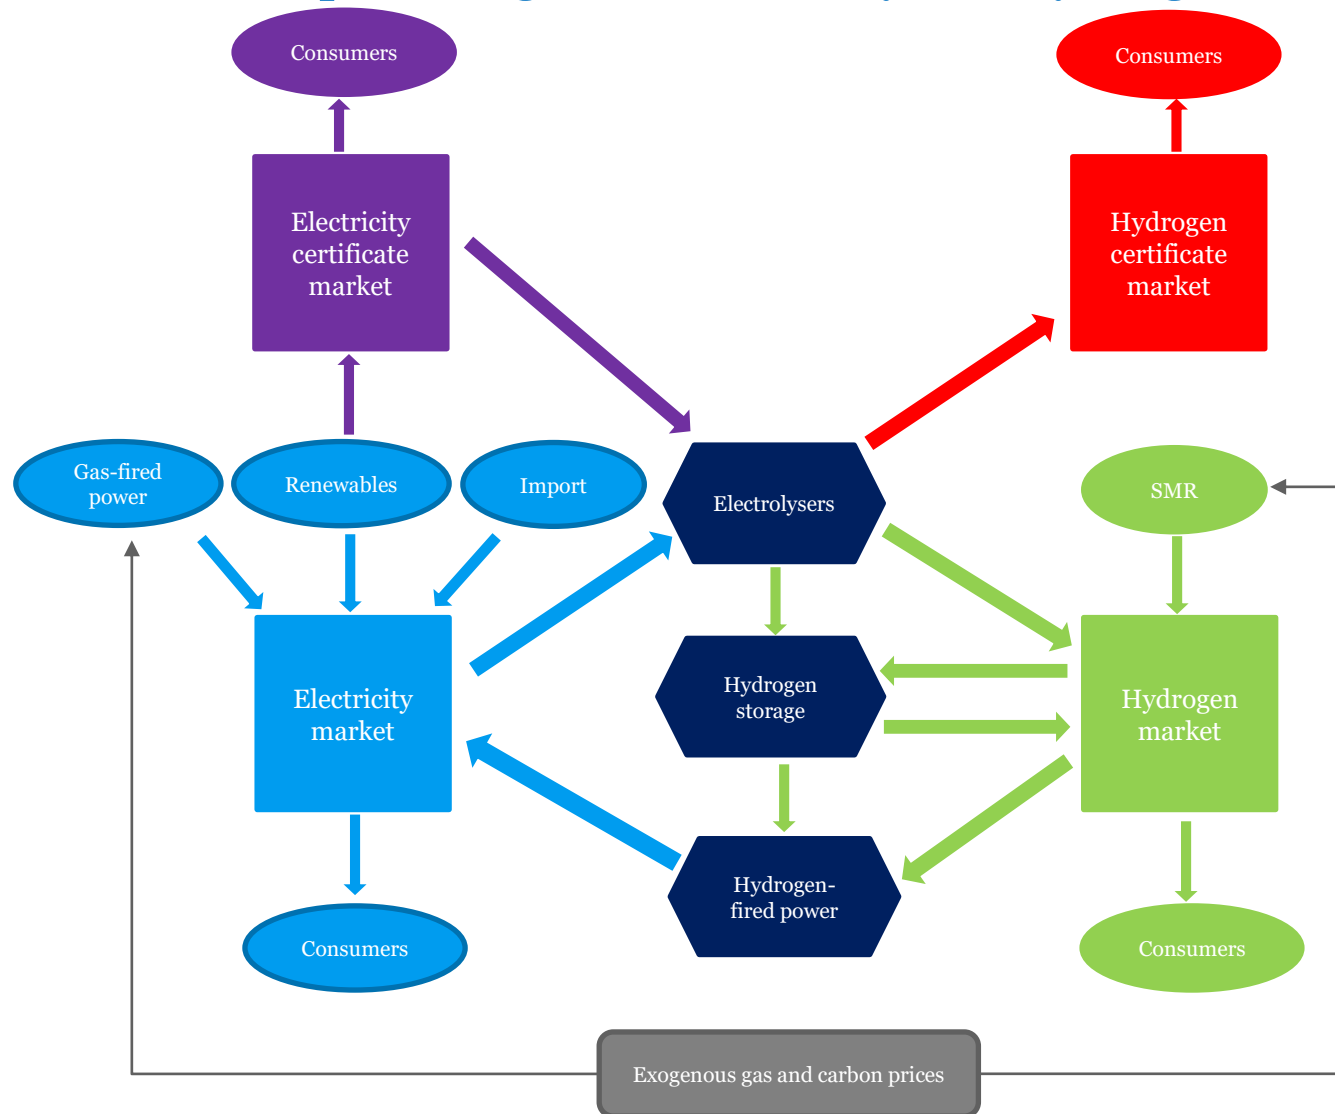 Consumers
Consumers
Electricity
certificate
market
Hydrogen
certificate
market
Gas-fired
power
Renewables
Import
Electrolysers
SMR
Hydrogen
storage
Electricity
market
Hydrogen
market
Hydrogen-
fired power
Consumers
Consumers
Exogenous gas and carbon prices